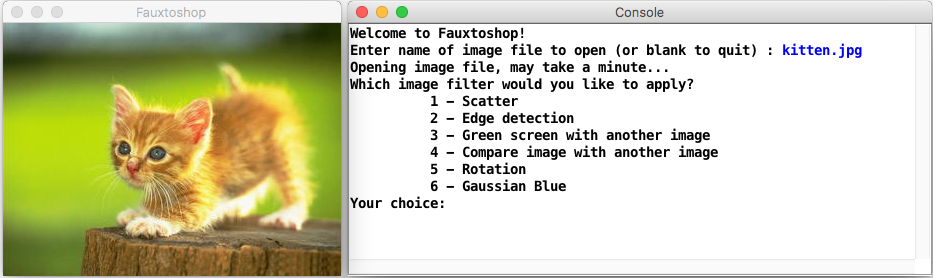 Fauxtoshop
Console
Welcome to Fauxtoshop!
Enter name of image file to open (or blank to quit) : kitten.jpg
Opening image file, may take a minute...
Which image filter would you like to apply?
1 - Scatter
2 - Edge detection
3 - Green screen with another image
4 - Compare image with another image
5 - Rotation
6 - Gaussian Blue
Your choice: